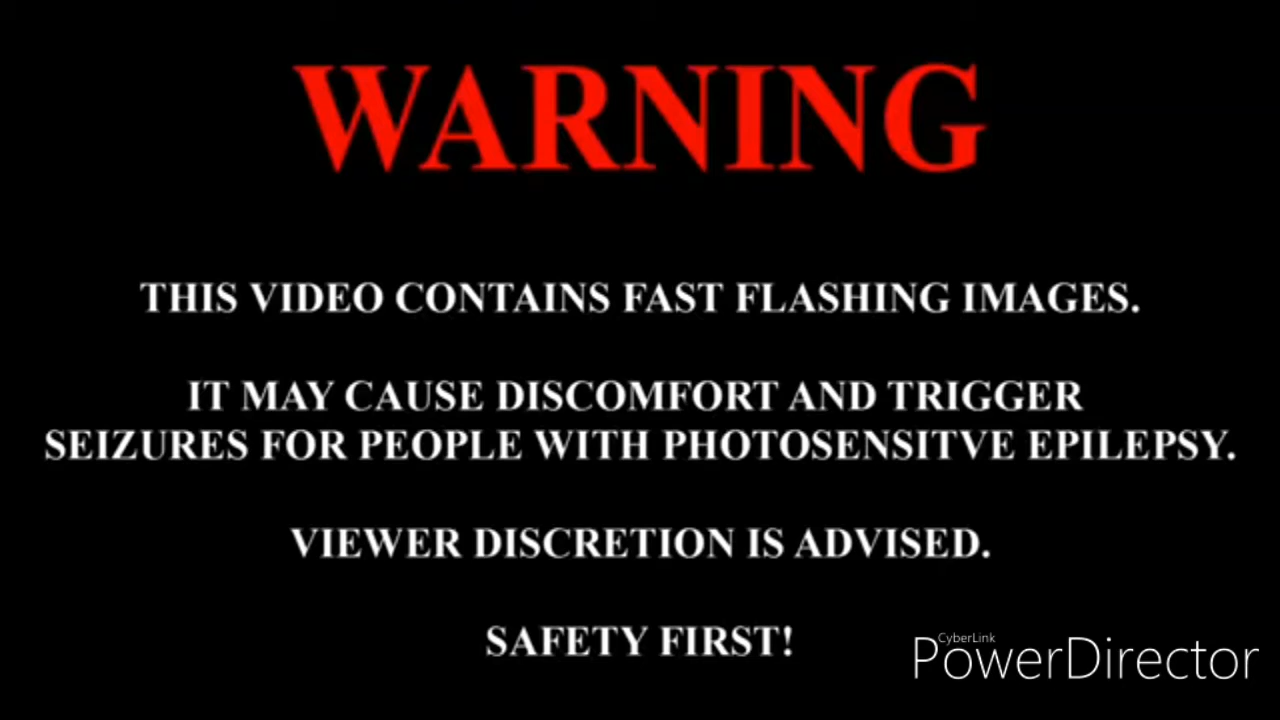 WARNING
THIS VIDEO CONTAINS FAST FLASHING IMAGES.
IT MAY CAUSE DISCOMFORT AND TRIGGER
SEIZURES FOR PEOPLE WITH PHOTOSENSITVE EPILEPSY.
VIEWER DISCRETION IS ADVISED.
SAFETY FIRST!
CyberLink
PowerDirector